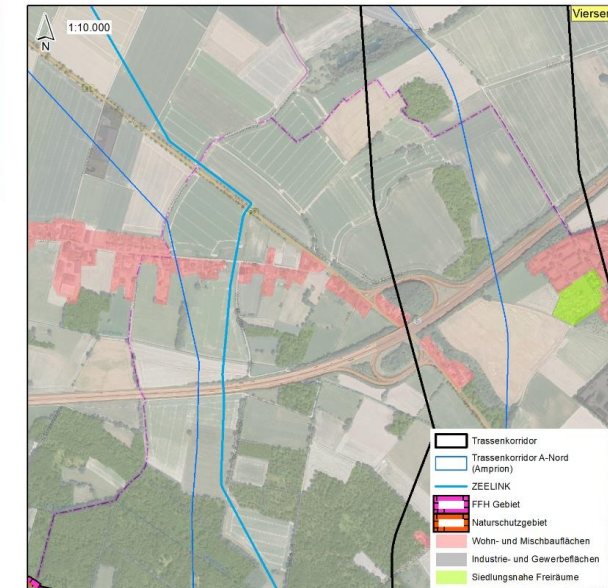 1:10.000
N
Viersen
Trassenkorridor
Trassenkorridor A-Nord
(Amprion)
ZEELINK
FFH Gebiet
Naturschutzgebiet
Wohn- und Mischbauflächen
Industrie- und Gewerbeflächen
Siedlungsnahe Freiräume